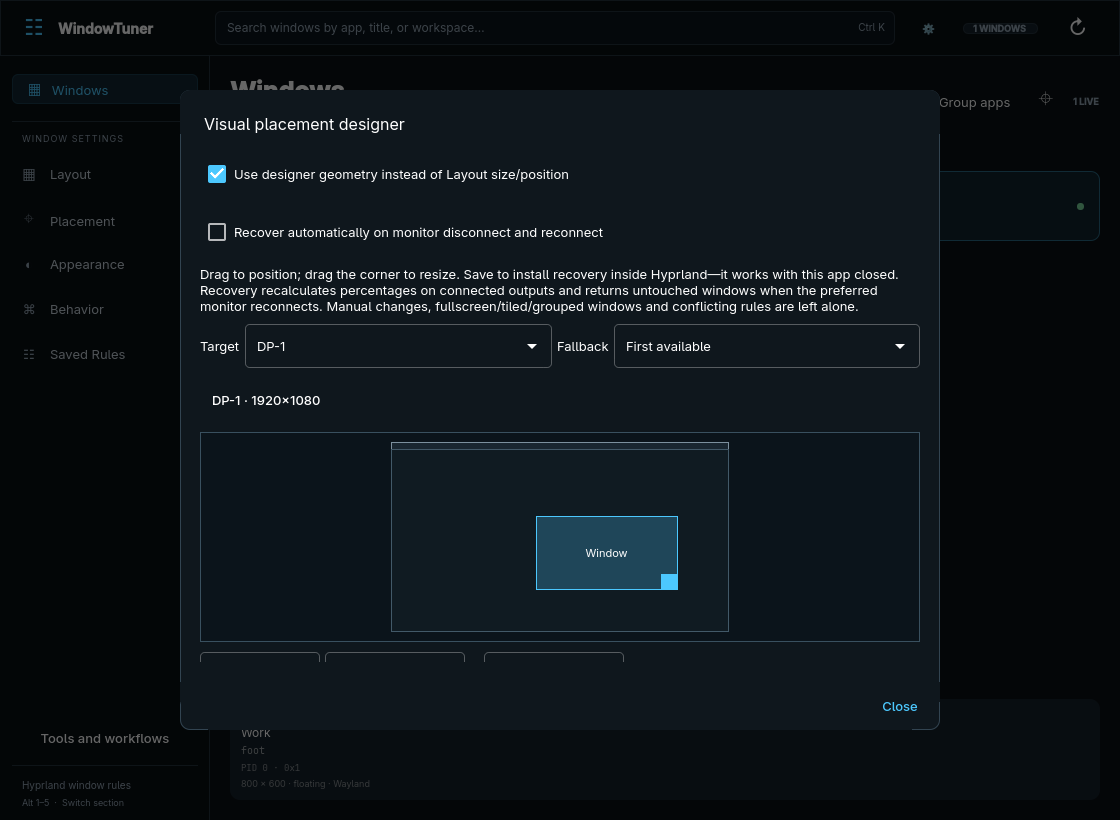 WindowTuner
Search windows by app, title, or workspace...
Ctrl K
1 WINDOWS
Windows
Windows
Group apps
1 LIVE
WINDOW SETTINGS
Layout
Placement
Appearance
Behavior
Saved Rules
Visual placement designer
Use designer geometry instead of Layout size/position
Recover automatically on monitor disconnect and reconnect
Drag to position; drag the corner to resize. Save to install recovery inside Hyprland—it works with this app closed.
Recovery recalculates percentages on connected outputs and returns untouched windows when the preferred
monitor reconnects. Manual changes, fullscreen/tiled/grouped windows and conflicting rules are left alone.
Target
DP-1
Fallback
First available
DP-1 · 1920×1080
Window
Close
Work
foot
PID 0 · 0x1
800 × 600 · floating · Wayland
Tools and workflows
Hyprland window rules
Alt 1–5 · Switch section